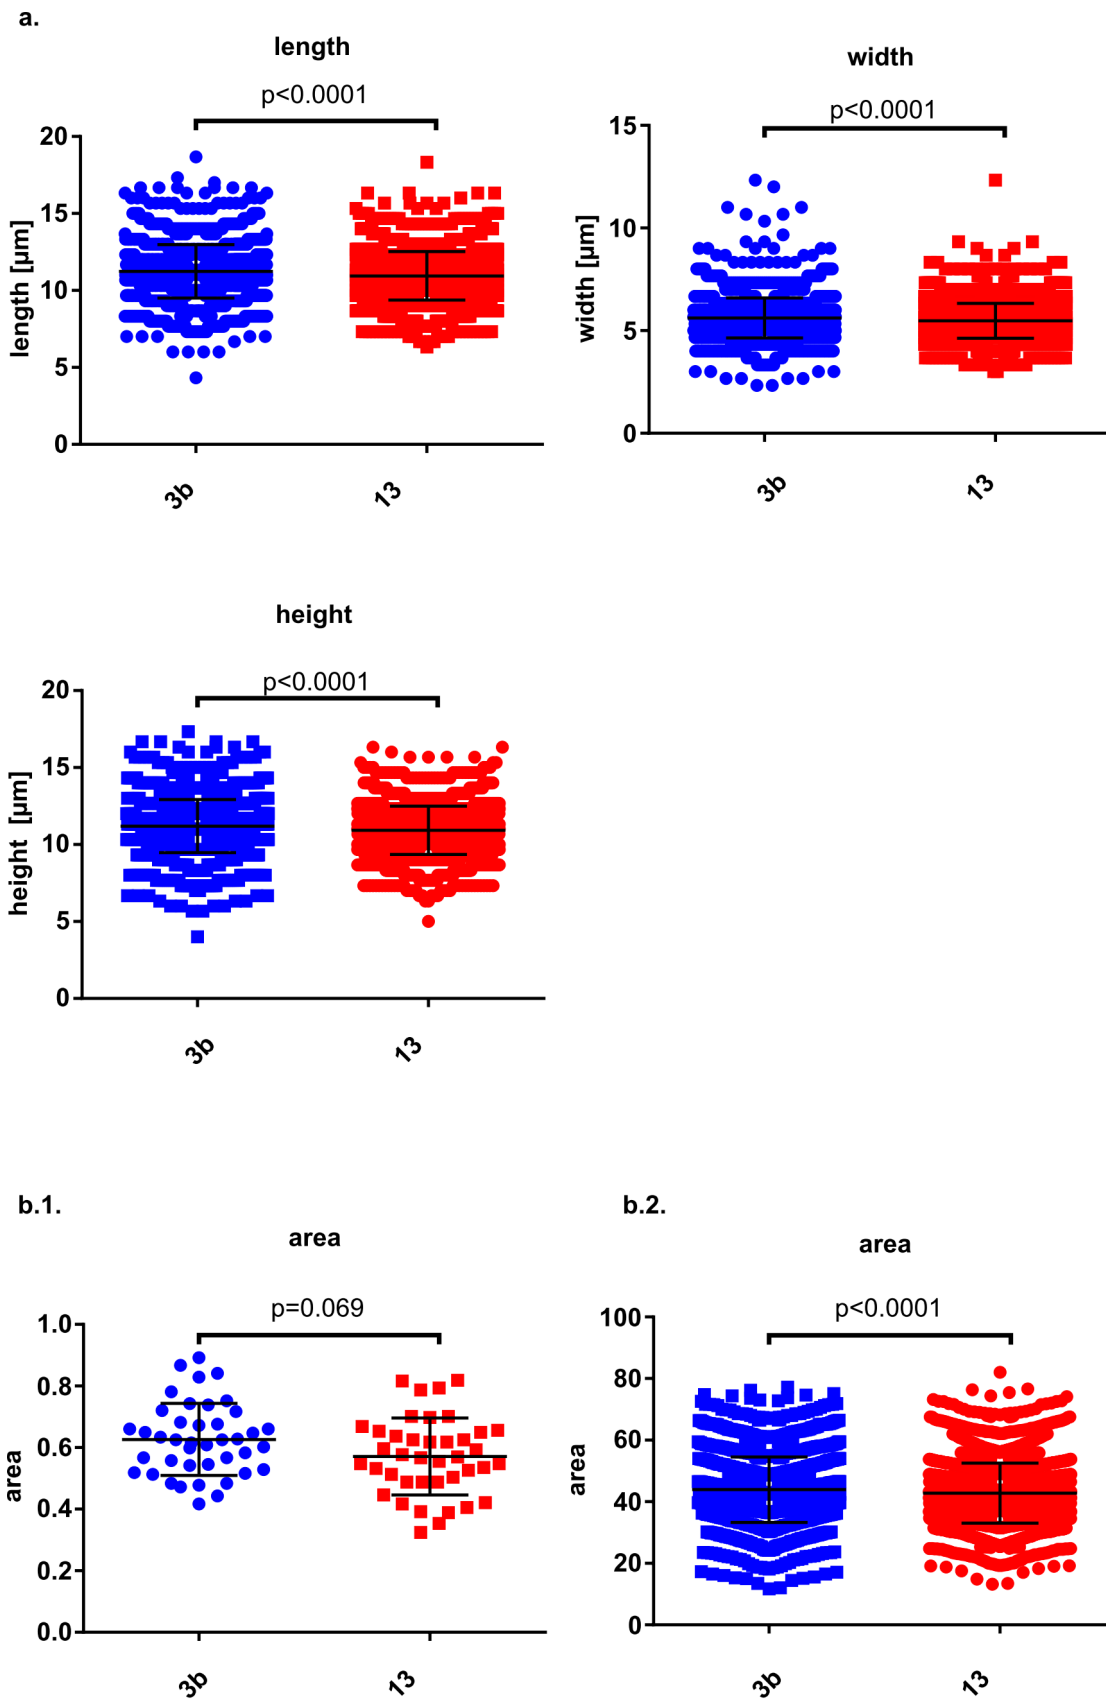 a.
length
p<0.0001
20
15
10
5
0
length [µm]
3b
13
width
p<0.0001
15
10
5
0
width [µm]
3b
13
height
p<0.0001
20
15
10
5
0
height [µm]
3b
13
b.1.
area
p=0.069
1.0
0.8
0.6
0.4
0.2
0.0
area
3b
13
b.2.
area
p<0.0001
100
80
60
40
20
0
area
3b
13